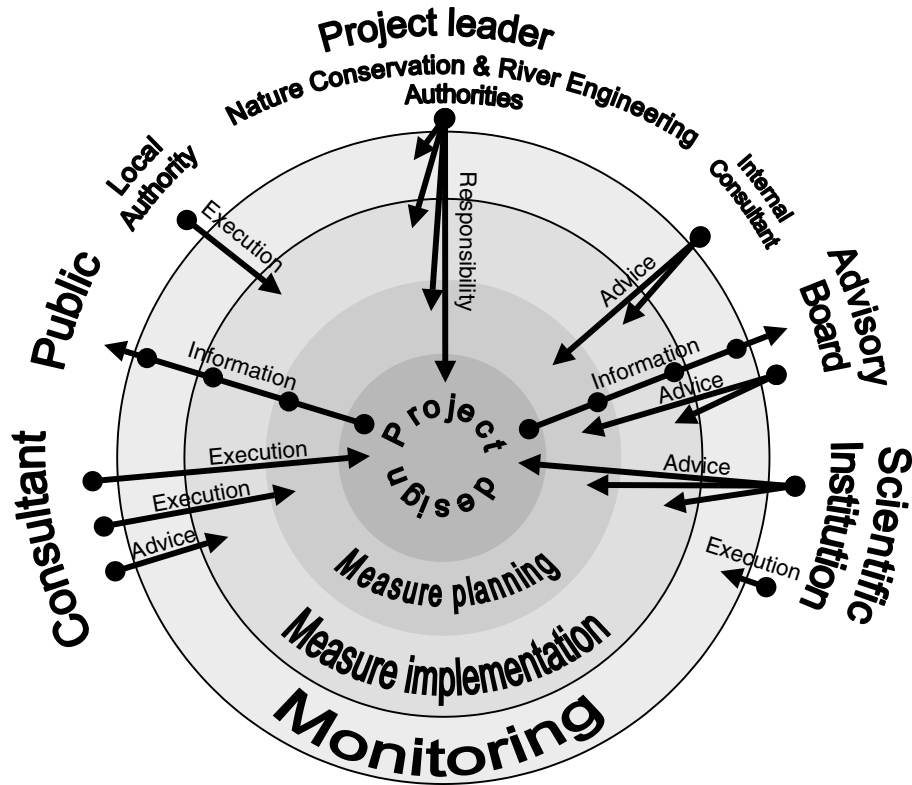 Project leader
Nature Conservation & River Engineering
Authorities
Local
Authority
Internal
Consultant
Execution
Responsibility
Advice
Public
Advisory
Board
Information
Information
Advice
Project
design
Consultant
Execution
Execution
Advice
Advice
Execution
Scientific
Institution
Measure planning
Measure implementation
Monitoring